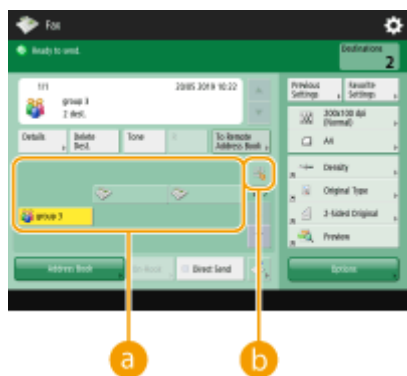 Fax
Ready to send.
Destinations
2
1/1
20/05 2019 10:22
group 3
2 dest.
Previous
Settings
Favorite
Settings
200x100 dpi
(Normal)
A4
Details
Delete
Dest.
Tone
To Remote
Address Book
Density
Original Type
2-Sided Original
Preview
group 3
Address Book
On-Hook
Direct Send
Options
a
b